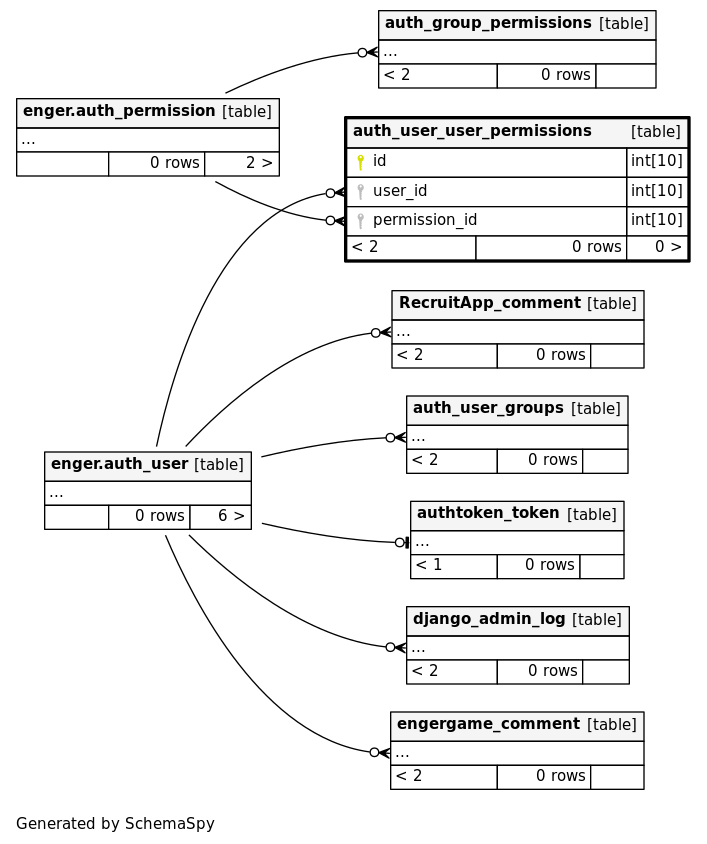 auth_group_permissions [table]
...
< 2 0 rows
enger.auth_permission [table]
...
0 rows 2 >
auth_user_user_permissions [table]
id int[10]
user_id int[10]
permission_id int[10]
< 2 0 rows 0 >
RecruitApp_comment [table]
...
< 2 0 rows
auth_user_groups [table]
...
< 2 0 rows
enger.auth_user [table]
...
0 rows 6 >
authtoken_token [table]
...
< 1 0 rows
django_admin_log [table]
...
< 2 0 rows
engergame_comment [table]
...
< 2 0 rows
Generated by SchemaSpy